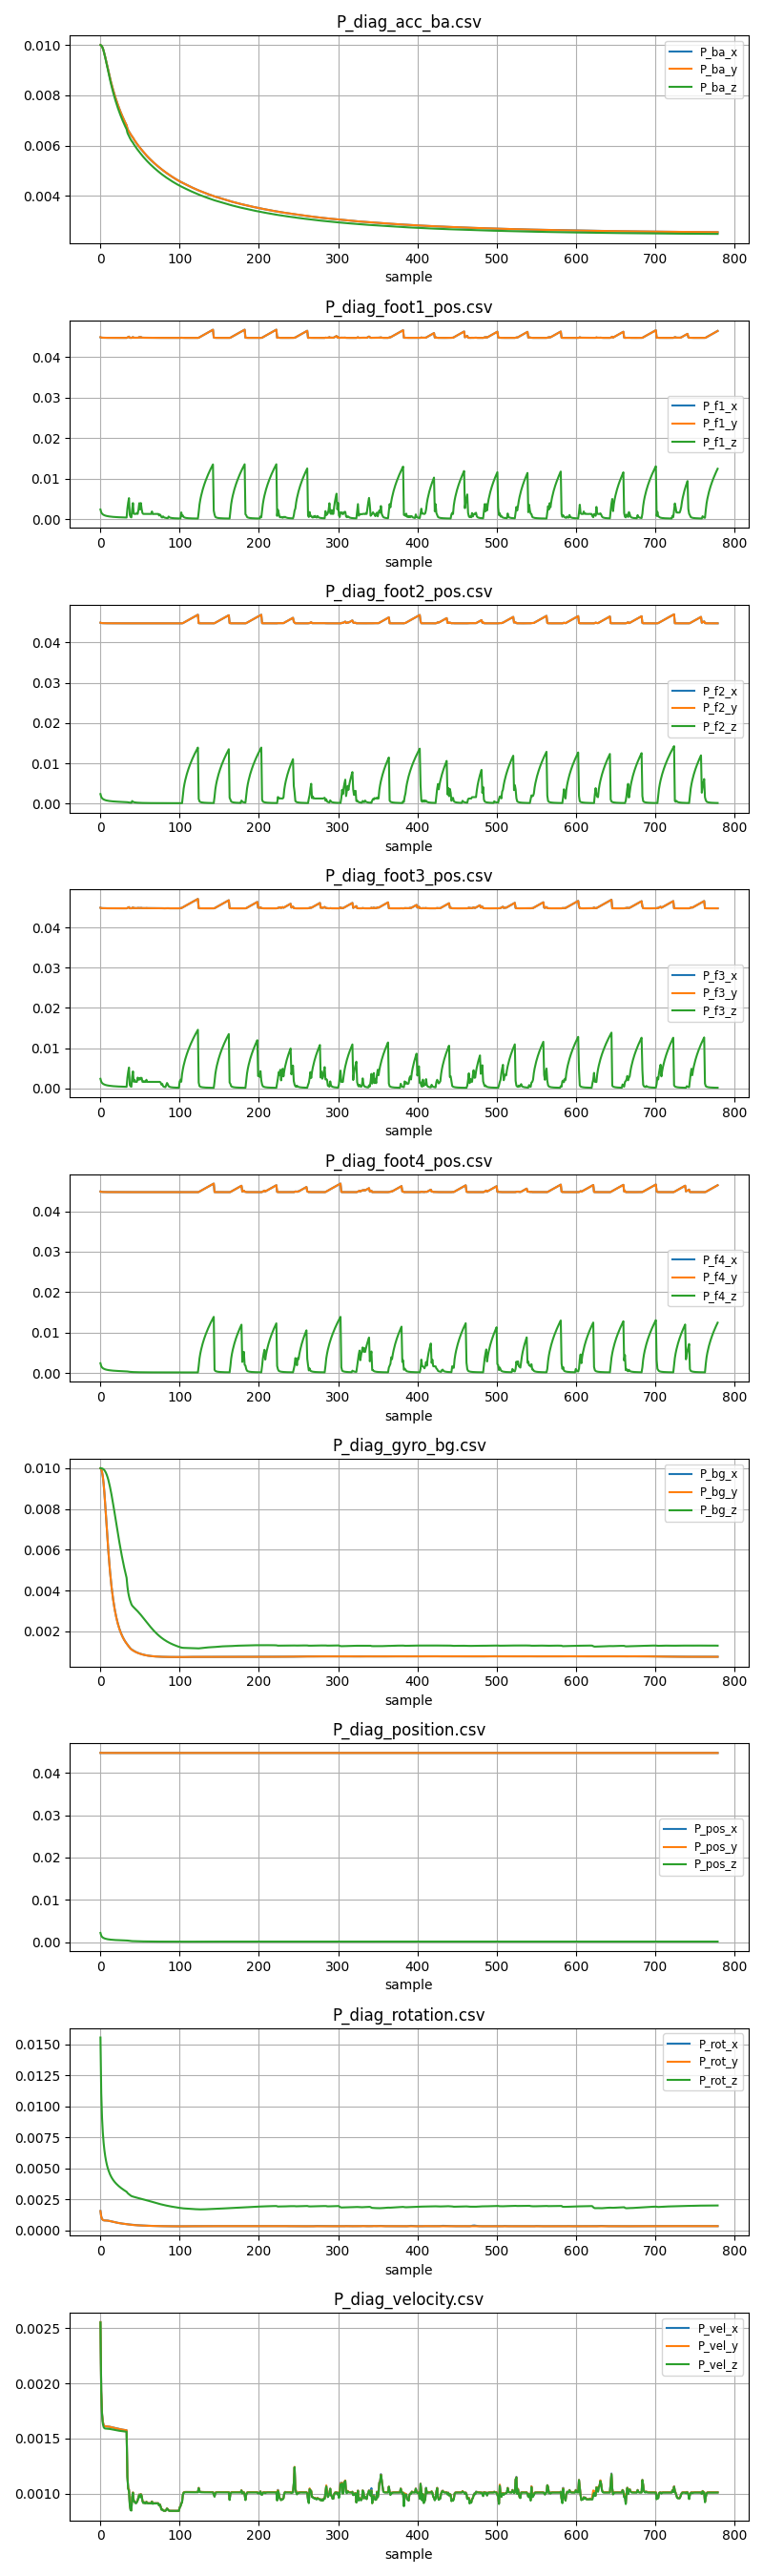 P_diag_acc_ba.csv
0.010
0.008
0.006
0.004
P_ba_x
P_ba_y
P_ba_z
0 100 200 300 400 500 600 700 800
sample
P_diag_foot1_pos.csv
0.04
0.03
0.02
0.01
0.00
P_f1_x
P_f1_y
P_f1_z
0 100 200 300 400 500 600 700 800
sample
P_diag_foot2_pos.csv
0.04
0.03
0.02
0.01
0.00
P_f2_x
P_f2_y
P_f2_z
0 100 200 300 400 500 600 700 800
sample
P_diag_foot3_pos.csv
0.04
0.03
0.02
0.01
0.00
P_f3_x
P_f3_y
P_f3_z
0 100 200 300 400 500 600 700 800
sample
P_diag_foot4_pos.csv
0.04
0.03
0.02
0.01
0.00
P_f4_x
P_f4_y
P_f4_z
0 100 200 300 400 500 600 700 800
sample
P_diag_gyro_bg.csv
0.010
0.008
0.006
0.004
0.002
P_bg_x
P_bg_y
P_bg_z
0 100 200 300 400 500 600 700 800
sample
P_diag_position.csv
0.04
0.03
0.02
0.01
0.00
P_pos_x
P_pos_y
P_pos_z
0 100 200 300 400 500 600 700 800
sample
P_diag_rotation.csv
0.0150
0.0125
0.0100
0.0075
0.0050
0.0025
0.0000
P_rot_x
P_rot_y
P_rot_z
0 100 200 300 400 500 600 700 800
sample
P_diag_velocity.csv
0.0025
0.0020
0.0015
0.0010
P_vel_x
P_vel_y
P_vel_z
0 100 200 300 400 500 600 700 800
sample